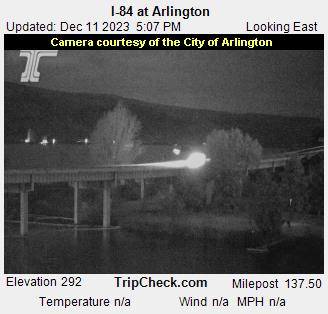 I-84 at Arlington
Updated: Dec 11 2023 5:07 PM Looking East
Camera courtesy of the City of Arlington
Elevation 292 TripCheck.com Milepost 137.50
Temperature n/a Wind n/a MPH n/a